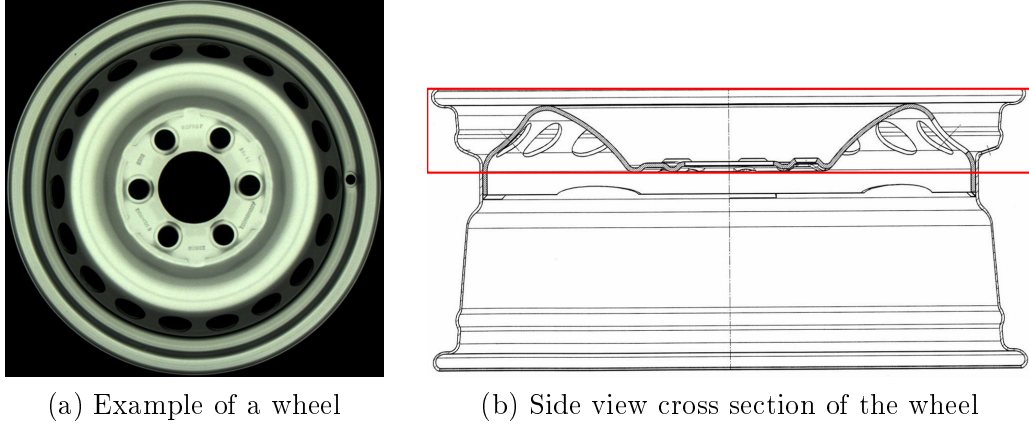 (a) Example of a wheel
(b) Side view cross section of the wheel